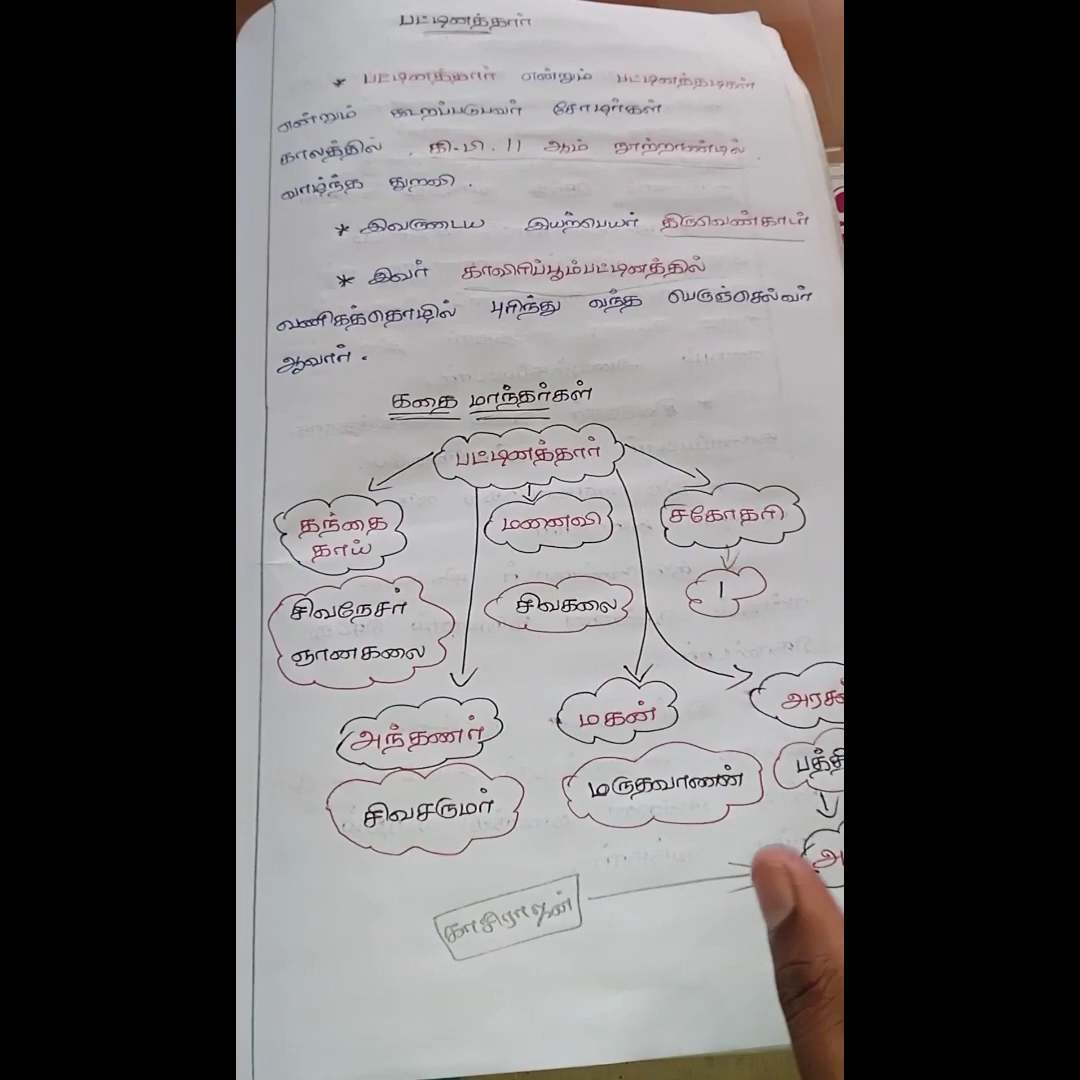 பட்டினத்தார்
* பட்டினத்தார் என்றும் பட்டினத்தடிகள்
என்றும் கூறப்படுபவர் சோழர்கள்
காலத்தில் கி.பி. 11 ஆம் நூற்றாண்டில்
வாழ்ந்த துறவி.
* இவருடைய இயற்பெயர் திருவெண்காடர்
* இவர் காவிரிப்பூம்பட்டினத்தில்
வணிகத்தொழில் புரிந்து வந்த பெருஞ்செல்வர்
ஆவார்.
கதை மாந்தர்கள்
பட்டினத்தார்
தந்தை
தாய்
மனைவி
சகோதரி
சிவநேசர்
ஞானகலை
சிவகலை
1
அந்தணர்
மகன்
அரச
சிவசருமர்
மருதவாணன்
பத்தி
அ